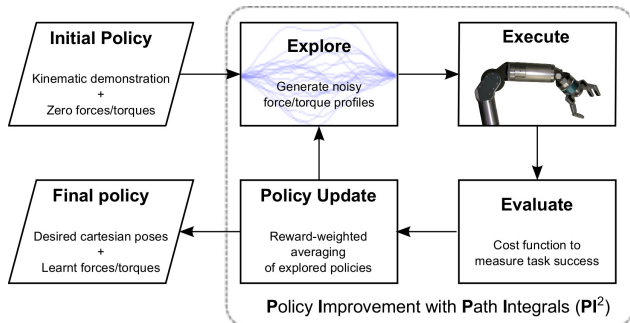 Initial Policy
Kinematic demonstration
+
Zero forces/torques
Explore
Generate noisy
force/torque profiles
Execute
Final policy
Desired cartesian poses
+
Learnt forces/torques
Policy Update
Reward-weighted
averaging
of explored policies
Evaluate
Cost function to
measure task success
Policy Improvement with Path Integrals (PI²)